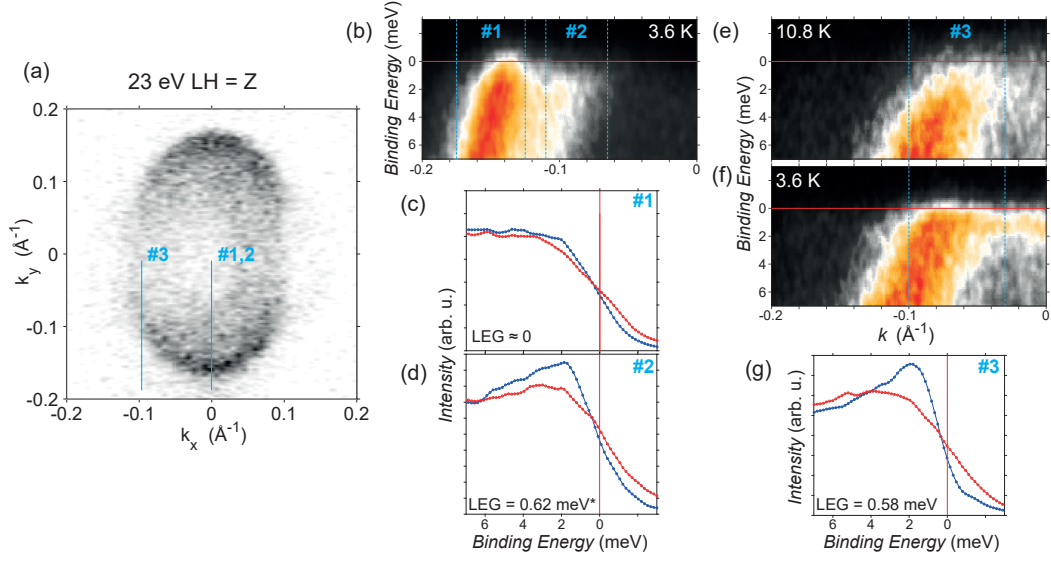 (a)
23 eV LH = Z
0.2
0.1
0
-0.1
-0.2
k_y (Å⁻¹)
#3
#1,2
-0.2
-0.1
0
0.1
0.2
k_x (Å⁻¹)
(b)
#1
#2
3.6 K
0
2
4
6
Binding Energy (meV)
-0.2
-0.1
0
(c)
#1
LEG ≈ 0
(d)
#2
LEG = 0.62 meV*
Intensity (arb. u.)
6
4
2
0
Binding Energy (meV)
(e)
10.8 K
#3
0
2
4
6
(f)
3.6 K
0
2
4
6
Binding Energy (meV)
Binding Energy (meV)
-0.2
-0.1
0
k (Å⁻¹)
(g)
#3
LEG = 0.58 meV
Intensity (arb. u.)
6
4
2
0
Binding Energy (meV)